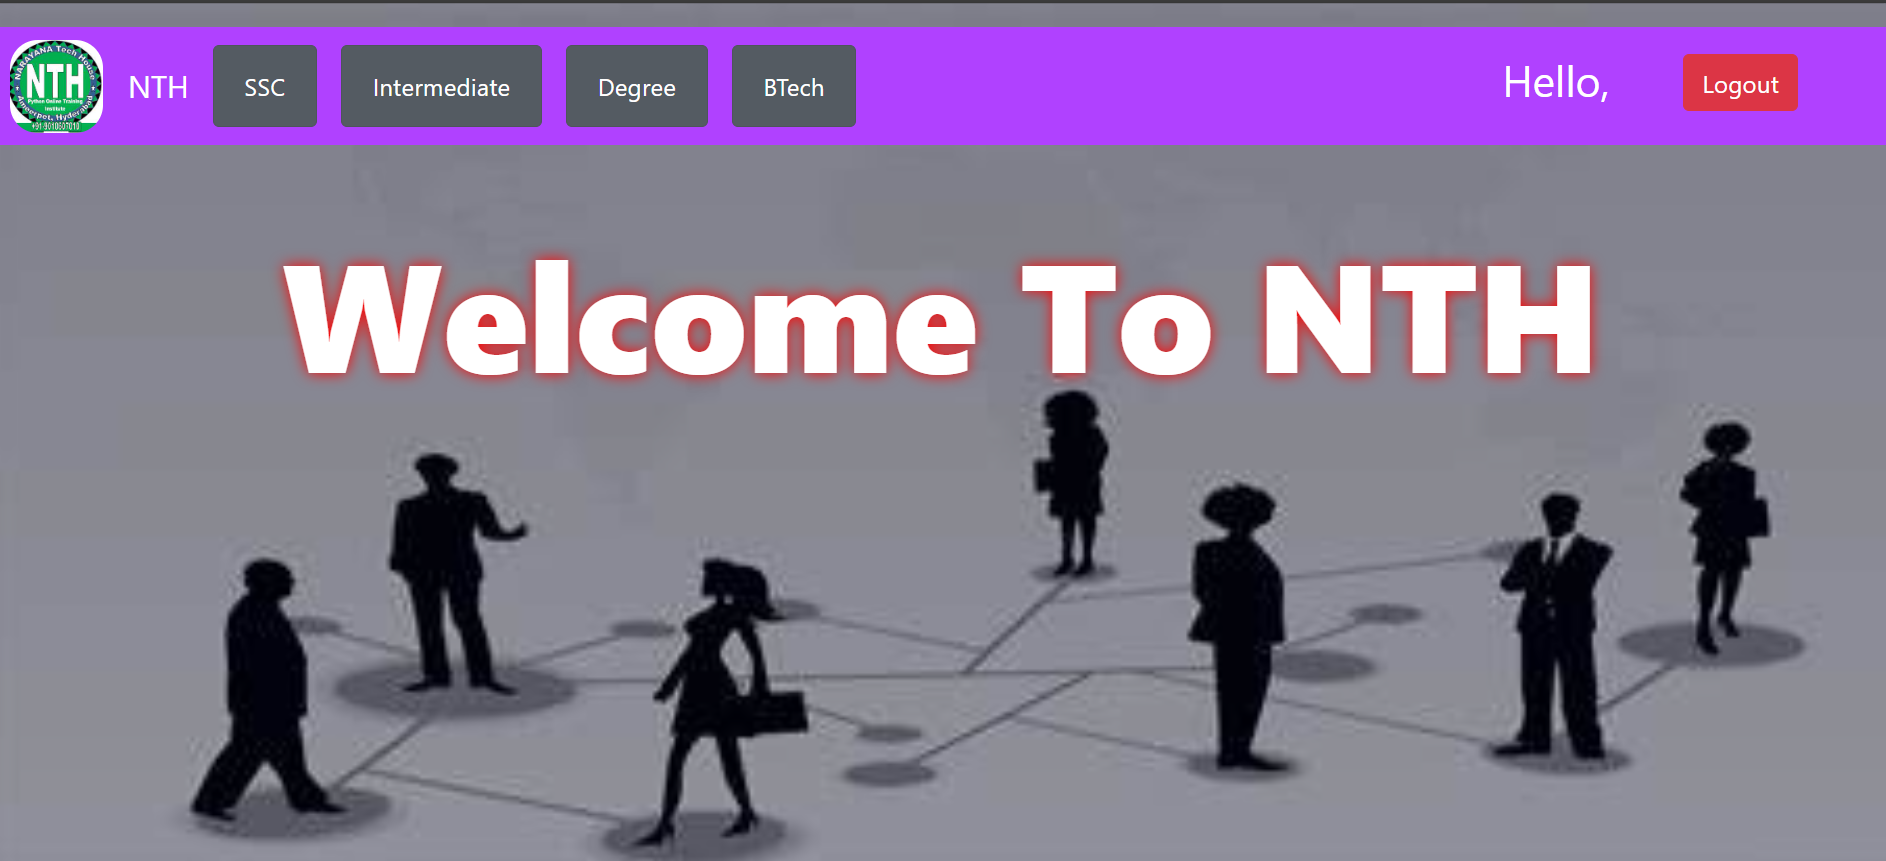 NARAYANA Tech House
NTH
Python Online Training
Institute
Ameerpet, Hyderabad
+91 9010607010
NTH
SSC
Intermediate
Degree
BTech
Hello,
Logout
Welcome To NTH